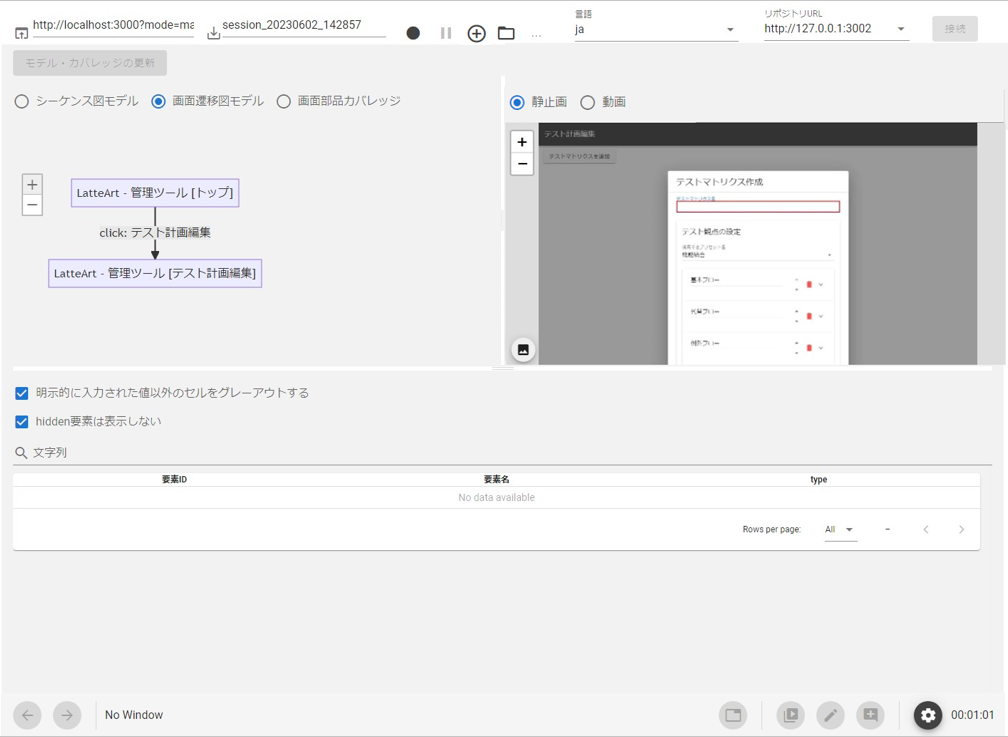 http://localhost:3000?mode=ma
session_20230602_142857
...
言語
ja
リポジトリURL
http://127.0.0.1:3002
接続
モデル・カバレッジの更新
シーケンス図モデル 画面遷移図モデル 画面部品カバレッジ
静止画 動画
テスト計画編集
テストマトリクスを追加
テストマトリクス作成
テストマトリクス名
テスト観点の設定
基本フロー
代替フロー
例外フロー
LatteArt - 管理ツール [トップ]
click: テスト計画編集
LatteArt - 管理ツール [テスト計画編集]
明示的に入力された値以外のセルをグレーアウトする
hidden要素は表示しない
文字列
要素ID 要素名 type
No data available
Rows per page: All –
No Window
00:01:01